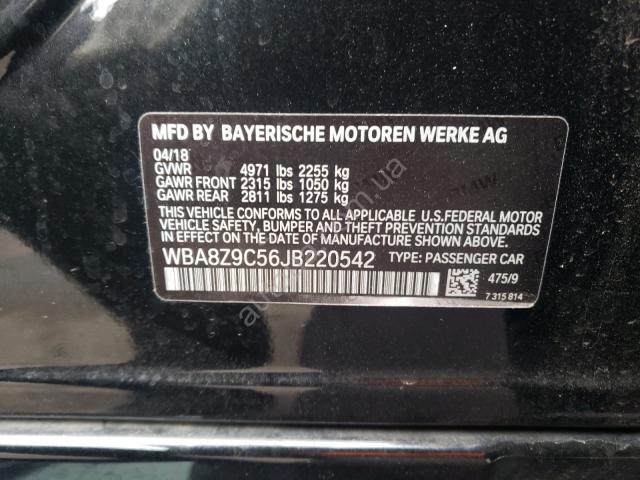 MFD BY BAYERISCHE MOTOREN WERKE AG
04/18
GVWR 4971 lbs 2255 kg
GAWR FRONT 2315 lbs 1050 kg
GAWR REAR 2811 lbs 1275 kg
THIS VEHICLE CONFORMS TO ALL APPLICABLE U.S.FEDERAL MOTOR
VEHICLE SAFETY, BUMPER AND THEFT PREVENTION STANDARDS
IN EFFECT ON THE DATE OF MANUFACTURE SHOWN ABOVE.
WBA8Z9C56JB220542 TYPE: PASSENGER CAR
475/9
7 315 814